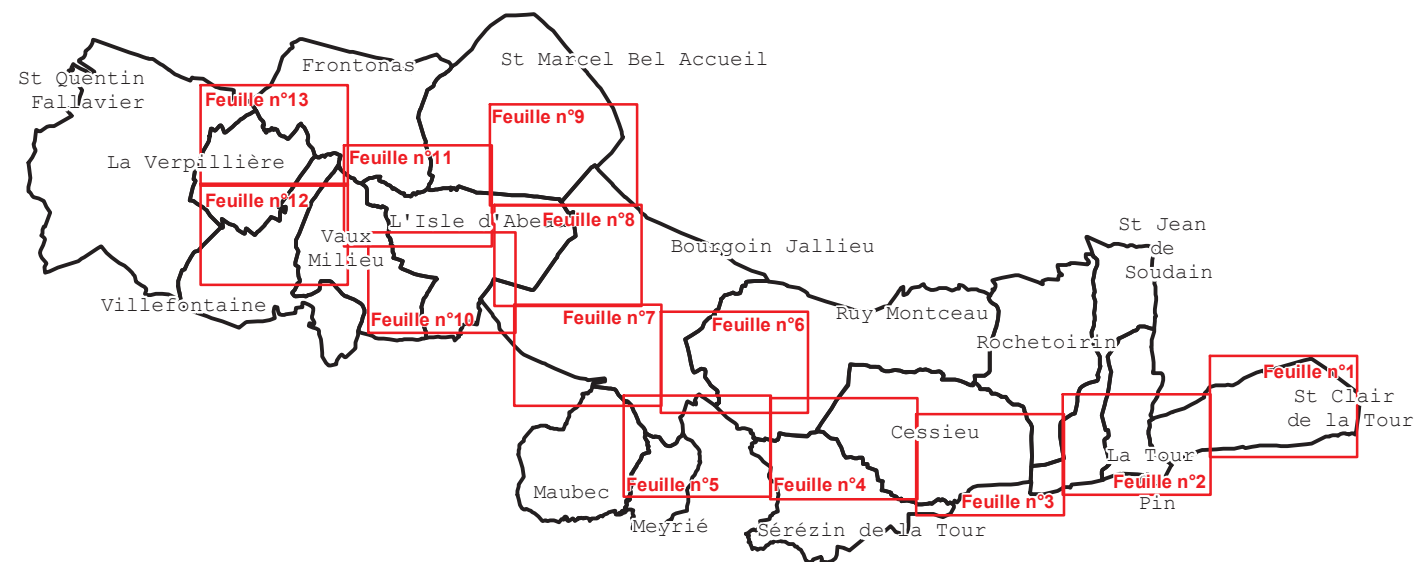 St Marcel Bel Accueil
Frontonas
St Quentin
Fallavier
Feuille n°13
Feuille n°9
La Verpillière
Feuille n°11
Feuille n°12
L'Isle d'Abeau
Feuille n°8
Vaux
Milieu
Bourgoin Jallieu
St Jean
de
Soudain
Villefontaine
Feuille n°10
Feuille n°7
Feuille n°6
Ruy Montceau
Rochetoirin
Feuille n°1
St Clair
de la Tour
Cessieu
La Tour
Pin
Feuille n°2
Maubec
Feuille n°5
Feuille n°4
Feuille n°3
Meyrié
Sérézin de la Tour